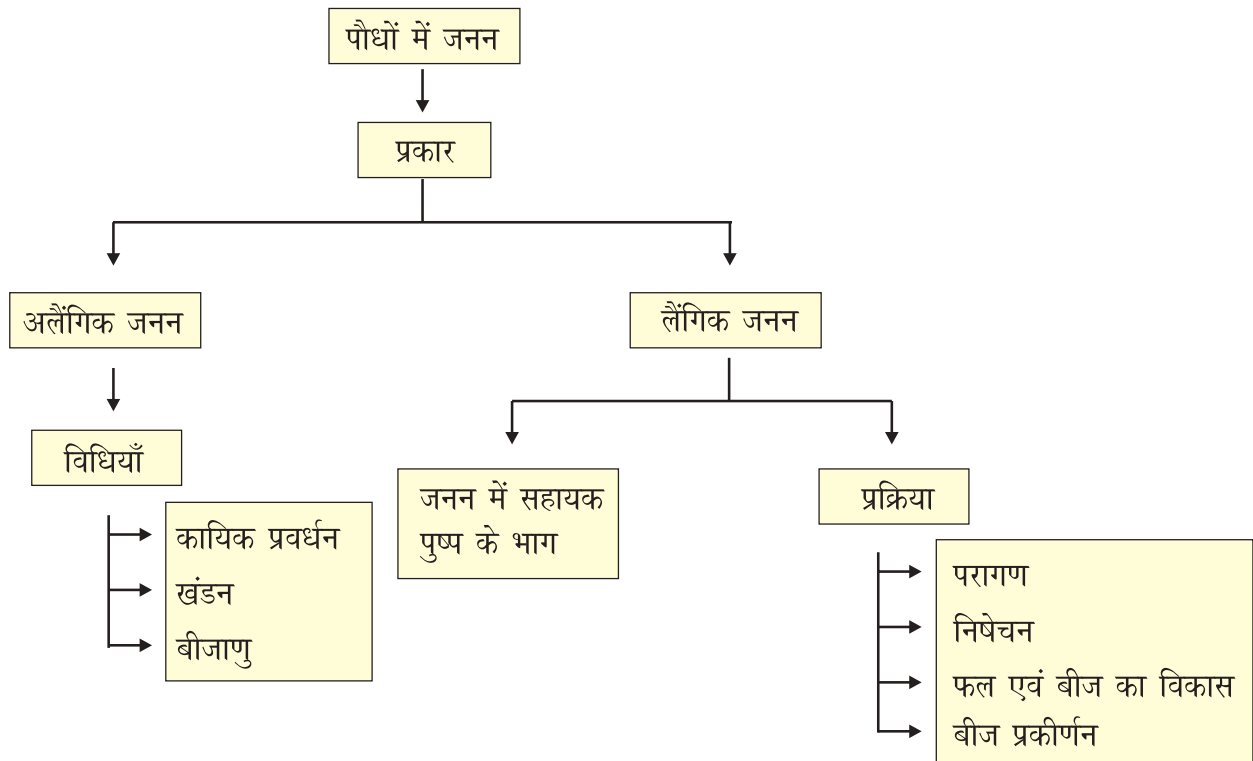 पौधों में जनन
प्रकार
अलैंगिक जनन
लैंगिक जनन
विधियाँ
कायिक प्रवर्धन
खंडन
बीजाणु
जनन में सहायक
पुष्प के भाग
प्रक्रिया
परागण
निषेचन
फल एवं बीज का विकास
बीज प्रकीर्णन